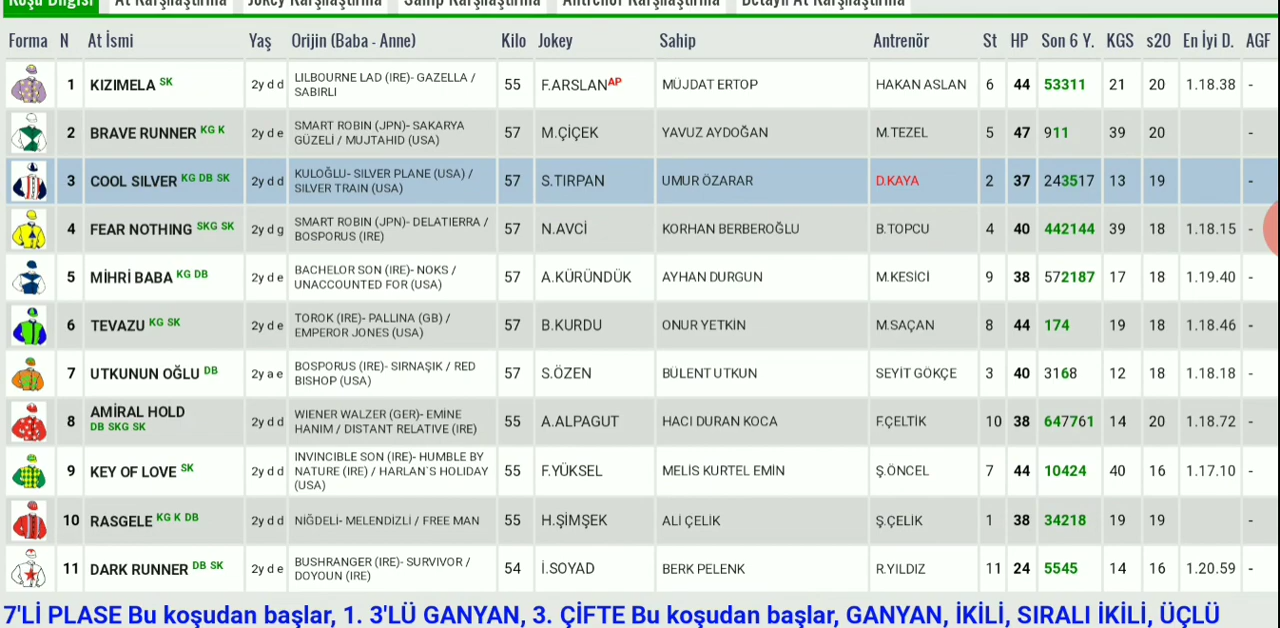 Koşu Bilgisi At Karşılaştırma Jokey Karşılaştırma Sahip Karşılaştırma Antrenör Karşılaştırma Detaylı At Karşılaştırma
Forma N At İsmi Yaş Orijin (Baba - Anne) Kilo Jokey Sahip Antrenör St HP Son 6 Y. KGS s20 En İyi D. AGF
1 KIZIMELA SK 2y d d LILBOURNE LAD (IRE)- GAZELLA / SABIRLI 55 F.ARSLAN AP MÜJDAT ERTOP HAKAN ASLAN 6 44 53311 21 20 1.18.38 -
2 BRAVE RUNNER KG K 2y d e SMART ROBIN (JPN)- SAKARYA GÜZELİ / MUJTAHID (USA) 57 M.ÇİÇEK YAVUZ AYDOĞAN M.TEZEL 5 47 911 39 20 -
3 COOL SILVER KG DB SK 2y d d KULOĞLU- SILVER PLANE (USA) / SILVER TRAIN (USA) 57 S.TIRPAN UMUR ÖZARAR D.KAYA 2 37 243517 13 19 -
4 FEAR NOTHING SKG SK 2y d g SMART ROBIN (JPN)- DELATIERRA / BOSPORUS (IRE) 57 N.AVCİ KORHAN BERBEROĞLU B.TOPCU 4 40 442144 39 18 1.18.15 -
5 MİHRİ BABA KG DB 2y d e BACHELOR SON (IRE)- NOKS / UNACCOUNTED FOR (USA) 57 A.KÜRÜNDÜK AYHAN DURGUN M.KESİCİ 9 38 572187 17 18 1.19.40 -
6 TEVAZU KG SK 2y d e TOROK (IRE)- PALLINA (GB) / EMPEROR JONES (USA) 57 B.KURDU ONUR YETKİN M.SAÇAN 8 44 174 19 18 1.18.46 -
7 UTKUNUN OĞLU DB 2y a e BOSPORUS (IRE)- SIRNAŞIK / RED BISHOP (USA) 57 S.ÖZEN BÜLENT UTKUN SEYİT GÖKÇE 3 40 3168 12 18 1.18.18 -
8 AMİRAL HOLD DB SKG SK 2y d d WIENER WALZER (GER)- EMİNE HANIM / DISTANT RELATIVE (IRE) 55 A.ALPAGUT HACI DURAN KOCA F.ÇELTİK 10 38 647761 14 20 1.18.72 -
9 KEY OF LOVE SK 2y d d INVINCIBLE SON (IRE)- HUMBLE BY NATURE (IRE) / HARLAN`S HOLIDAY (USA) 55 F.YÜKSEL MELİS KURTEL EMİN Ş.ÖNCEL 7 44 10424 40 16 1.17.10 -
10 RASGELE KG K DB 2y d d NİĞDELİ- MELENDİZLİ / FREE MAN 55 H.ŞİMŞEK ALİ ÇELİK Ş.ÇELİK 1 38 34218 19 19 -
11 DARK RUNNER DB SK 2y d e BUSHRANGER (IRE)- SURVIVOR / DOYOUN (IRE) 54 İ.SOYAD BERK PELENK R.YILDIZ 11 24 5545 14 16 1.20.59 -
7'Lİ PLASE Bu koşudan başlar, 1. 3'LÜ GANYAN, 3. ÇİFTE Bu koşudan başlar, GANYAN, İKİLİ, SIRALI İKİLİ, ÜÇLÜ